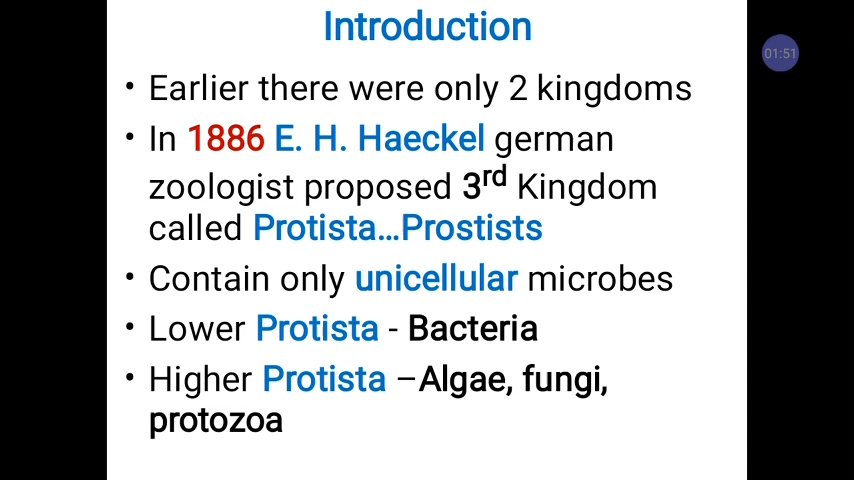 Introduction
01:51
• Earlier there were only 2 kingdoms
• In 1886 E. H. Haeckel german
zoologist proposed 3rd Kingdom
called Protista...Prostists
• Contain only unicellular microbes
• Lower Protista - Bacteria
• Higher Protista –Algae, fungi,
protozoa